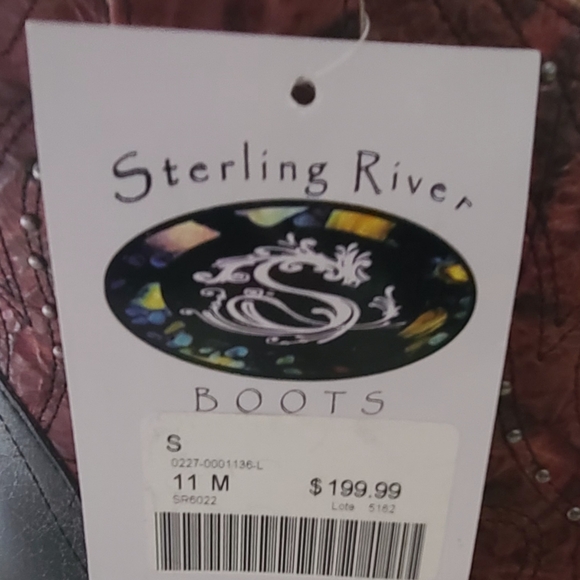 Sterling River
S
BOOTS
S
0227-0001136-L
11 M $199.99
SR6022 Lote 5162